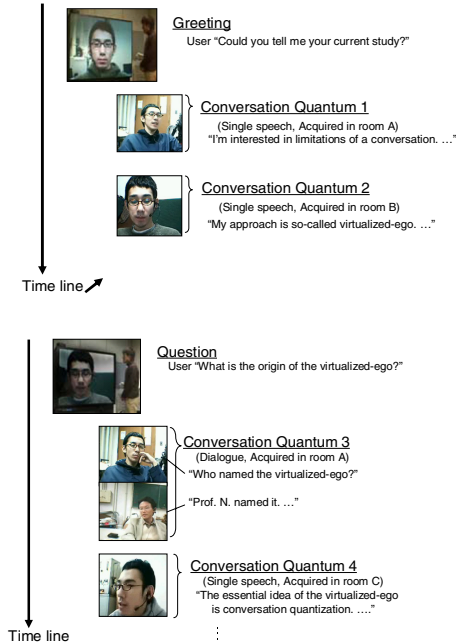 Greeting
User “Could you tell me your current study?”
Conversation Quantum 1
(Single speech, Acquired in room A)
“I’m interested in limitations of a conversation. …”
Conversation Quantum 2
(Single speech, Acquired in room B)
“My approach is so-called virtualized-ego. …”
Time line
Question
User “What is the origin of the virtualized-ego?”
Conversation Quantum 3
(Dialogue, Acquired in room A)
“Who named the virtualized-ego?”
“Prof. N. named it. …”
Conversation Quantum 4
(Single speech, Acquired in room C)
“The essential idea of the virtualized-ego
is conversation quantization. ….”
Time line